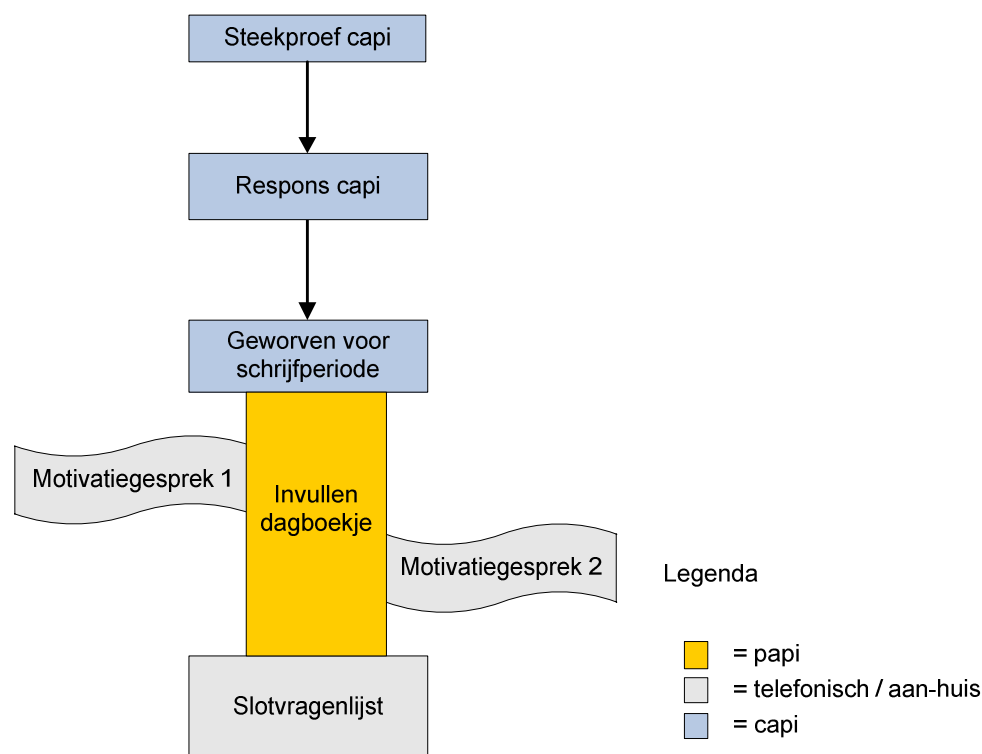 Steekproef capi
Respons capi
Geworven voor
schrijfperiode
Motivatiegesprek 1
Invullen
dagboekje
Motivatiegesprek 2
Slotvragenlijst
Legenda
= papi
= telefonisch / aan-huis
= capi